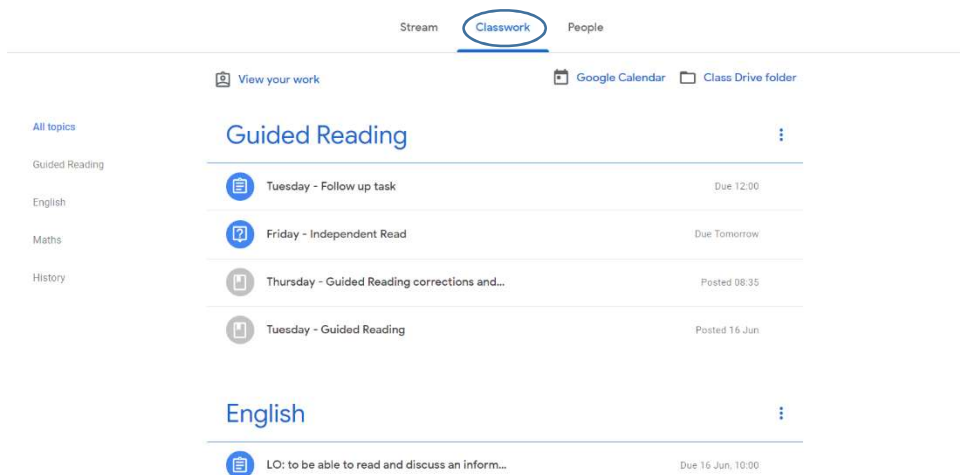 Stream Classwork People
View your work Google Calendar Class Drive folder
All topics
Guided Reading
English
Maths
History
Guided Reading
Tuesday - Follow up task Due 12:00
Friday - Independent Read Due Tomorrow
Thursday - Guided Reading corrections and... Posted 08:35
Tuesday - Guided Reading Posted 16 Jun
English
LO: to be able to read and discuss an inform... Due 16 Jun, 10:00